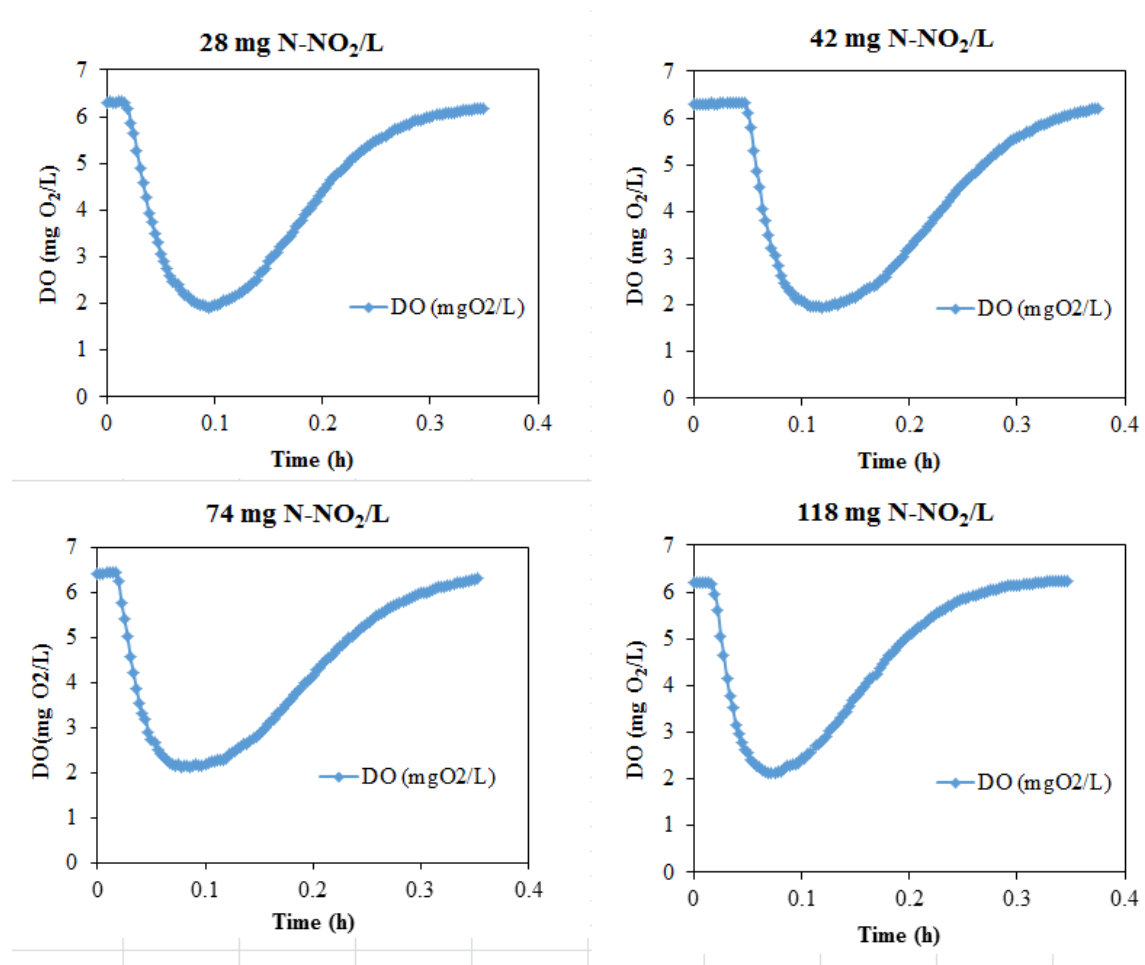 28 mg N-NO₂/L
7
6
5
4
3
2
1
0
DO (mg O₂/L)
DO (mgO2/L)
0 0.1 0.2 0.3 0.4
Time (h)
42 mg N-NO₂/L
7
6
5
4
3
2
1
0
DO (mg O₂/L)
DO (mgO2/L)
0 0.1 0.2 0.3 0.4
Time (h)
74 mg N-NO₂/L
7
6
5
4
3
2
1
0
DO(mg O2/L)
DO (mgO2/L)
0 0.1 0.2 0.3 0.4
Time (h)
118 mg N-NO₂/L
7
6
5
4
3
2
1
0
DO (mg O₂/L)
DO (mgO2/L)
0 0.1 0.2 0.3 0.4
Time (h)